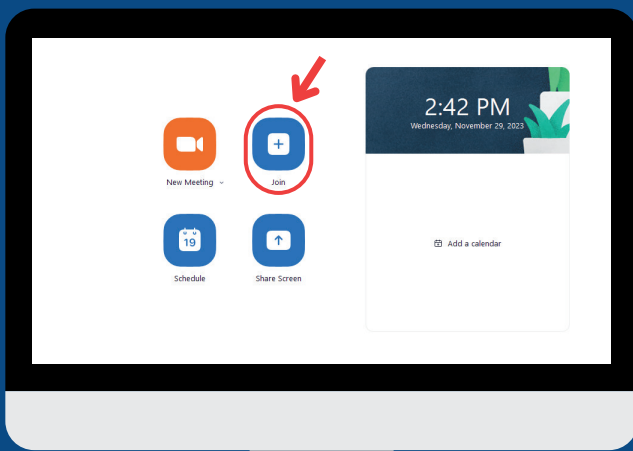 New Meeting
Join
19
Schedule
Share Screen
2:42 PM
Wednesday, November 29, 2023
Add a calendar